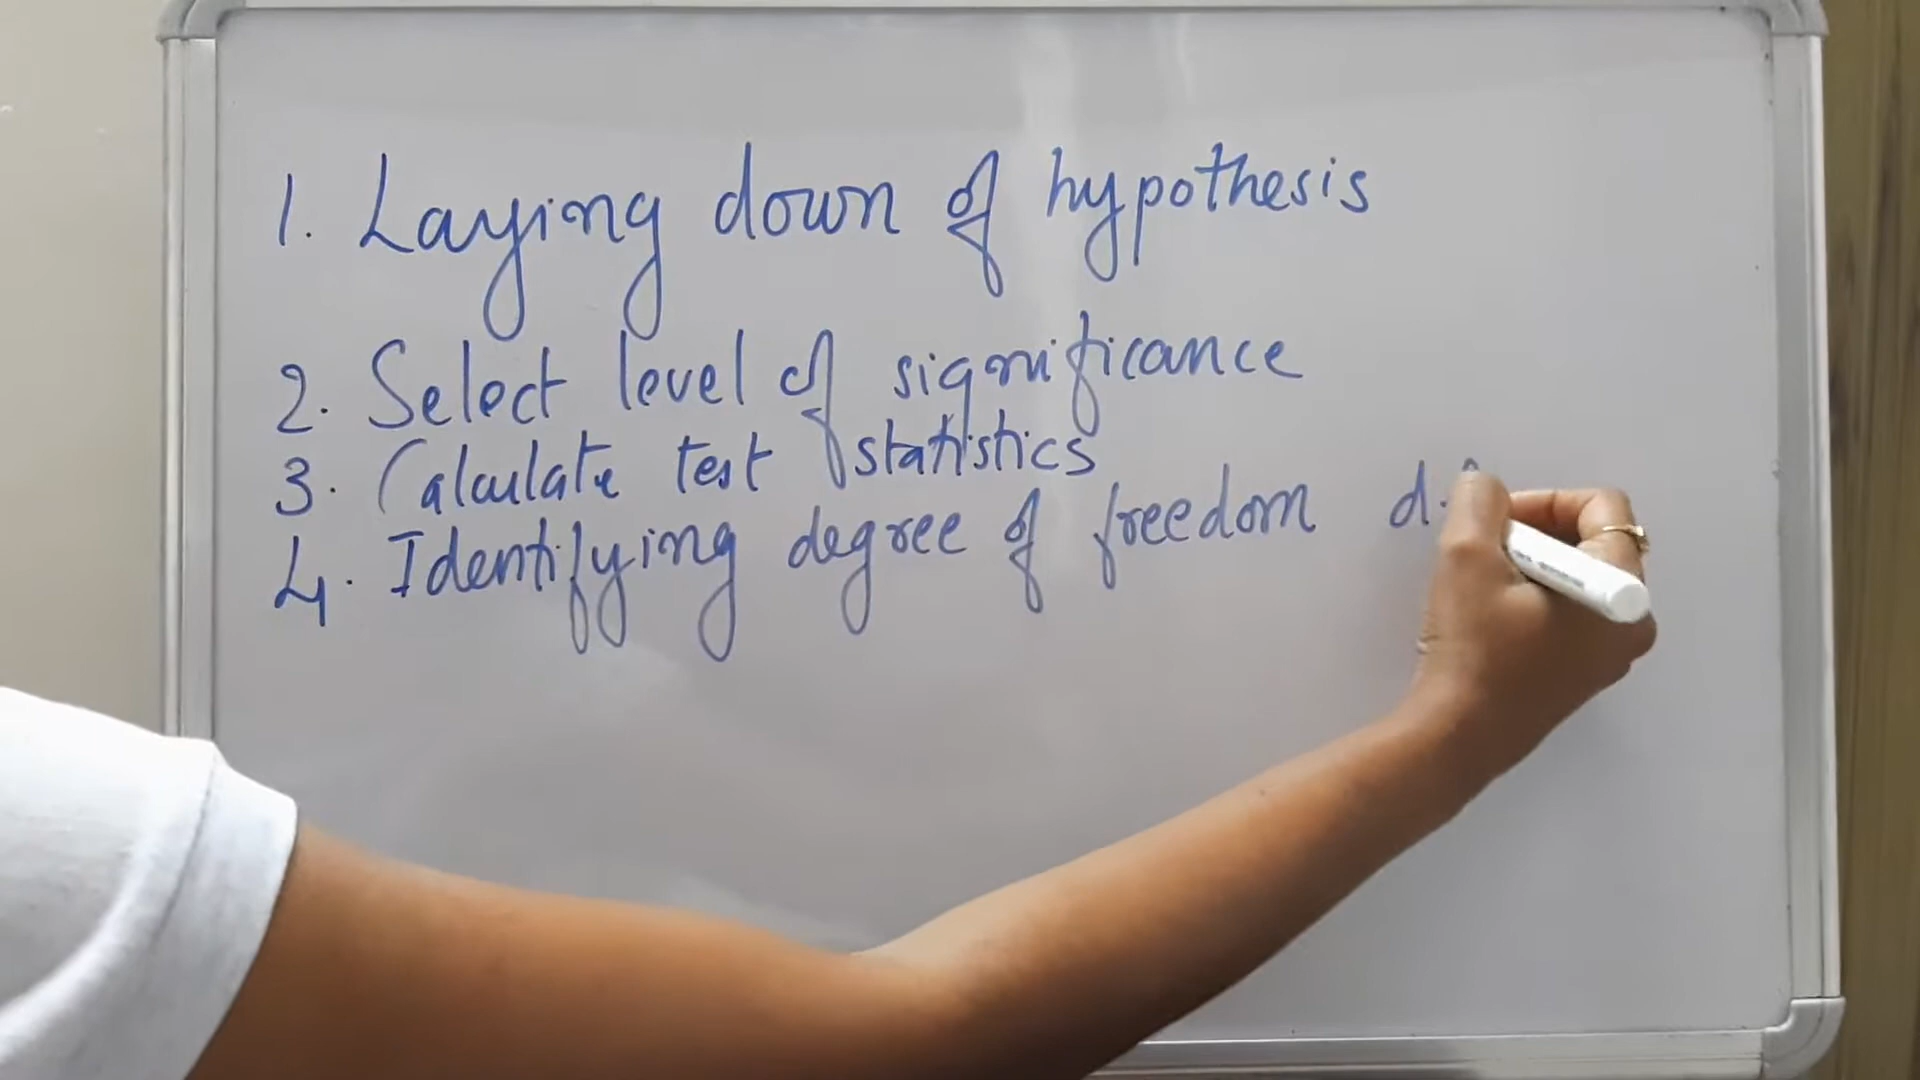 1. Laying down of hypothesis
2. Select level of significance
3. Calculate test statistics
4. Identifying degree of freedom d.